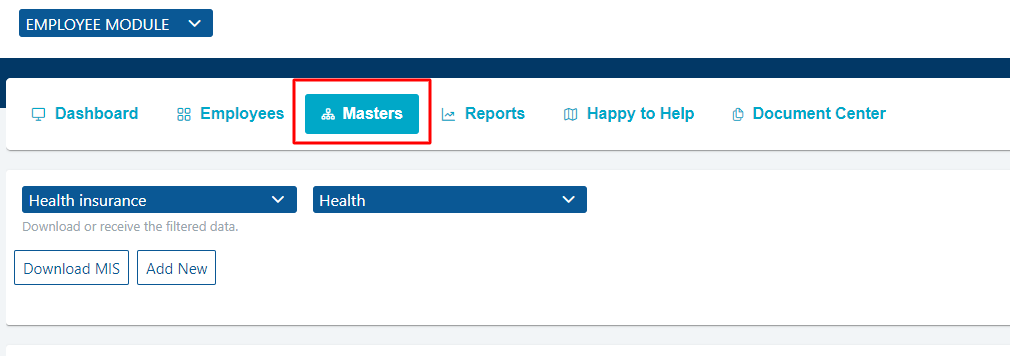 EMPLOYEE MODULE
Dashboard Employees Masters Reports Happy to Help Document Center
Health insurance Health
Download or receive the filtered data.
Download MIS Add New